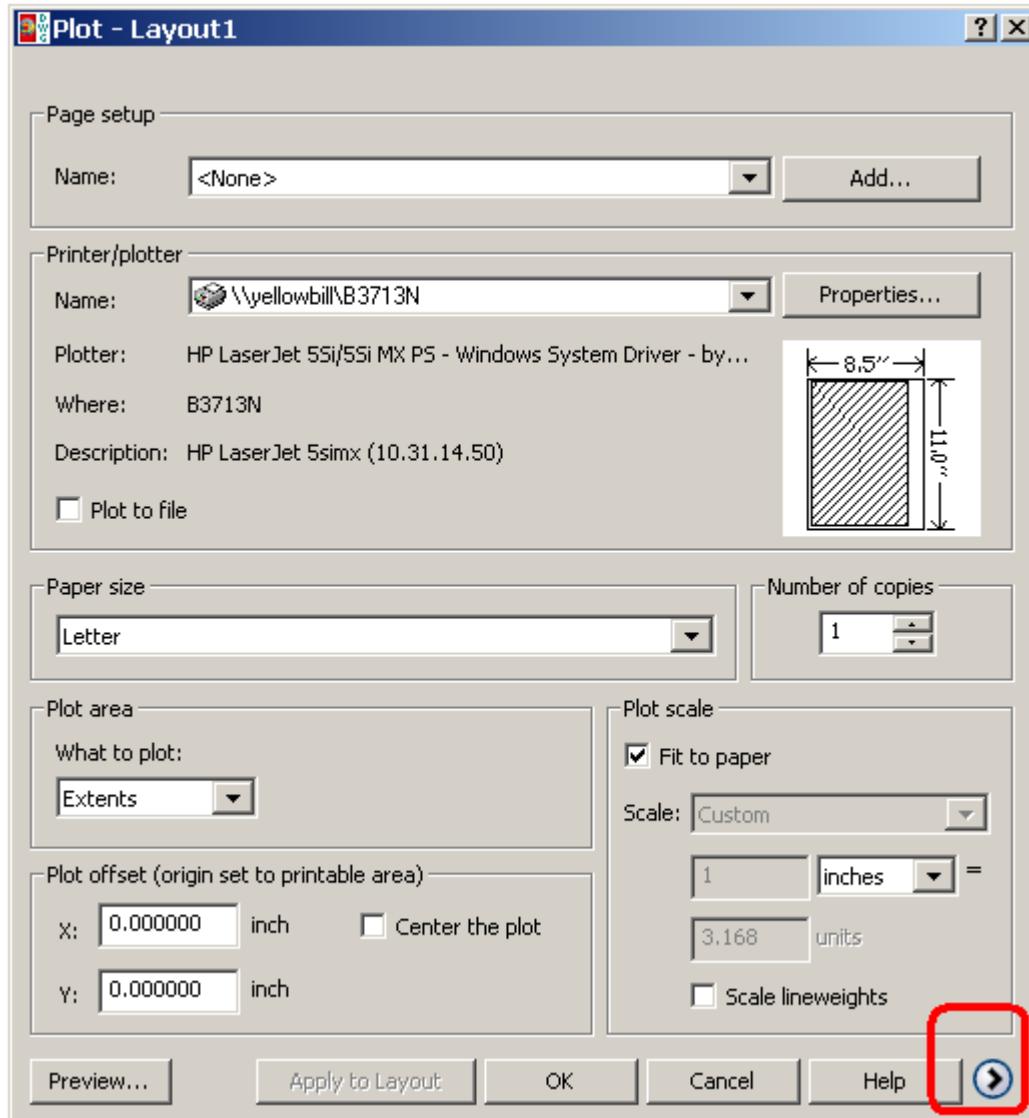 DWG
Plot - Layout1
Page setup
Name: <None> Add...
Printer/plotter
Name: \\yellowbill\B3713N Properties...
Plotter: HP LaserJet 5Si/5Si MX PS - Windows System Driver - by...
Where: B3713N
Description: HP LaserJet 5simx (10.31.14.50)
Plot to file
8.5″
11.0″
Paper size
Letter
Number of copies
1
Plot area
What to plot:
Extents
Plot scale
Fit to paper
Scale: Custom
1 inches =
3.168 units
Scale lineweights
Plot offset (origin set to printable area)
X: 0.000000 inch Center the plot
Y: 0.000000 inch
Preview... Apply to Layout OK Cancel Help